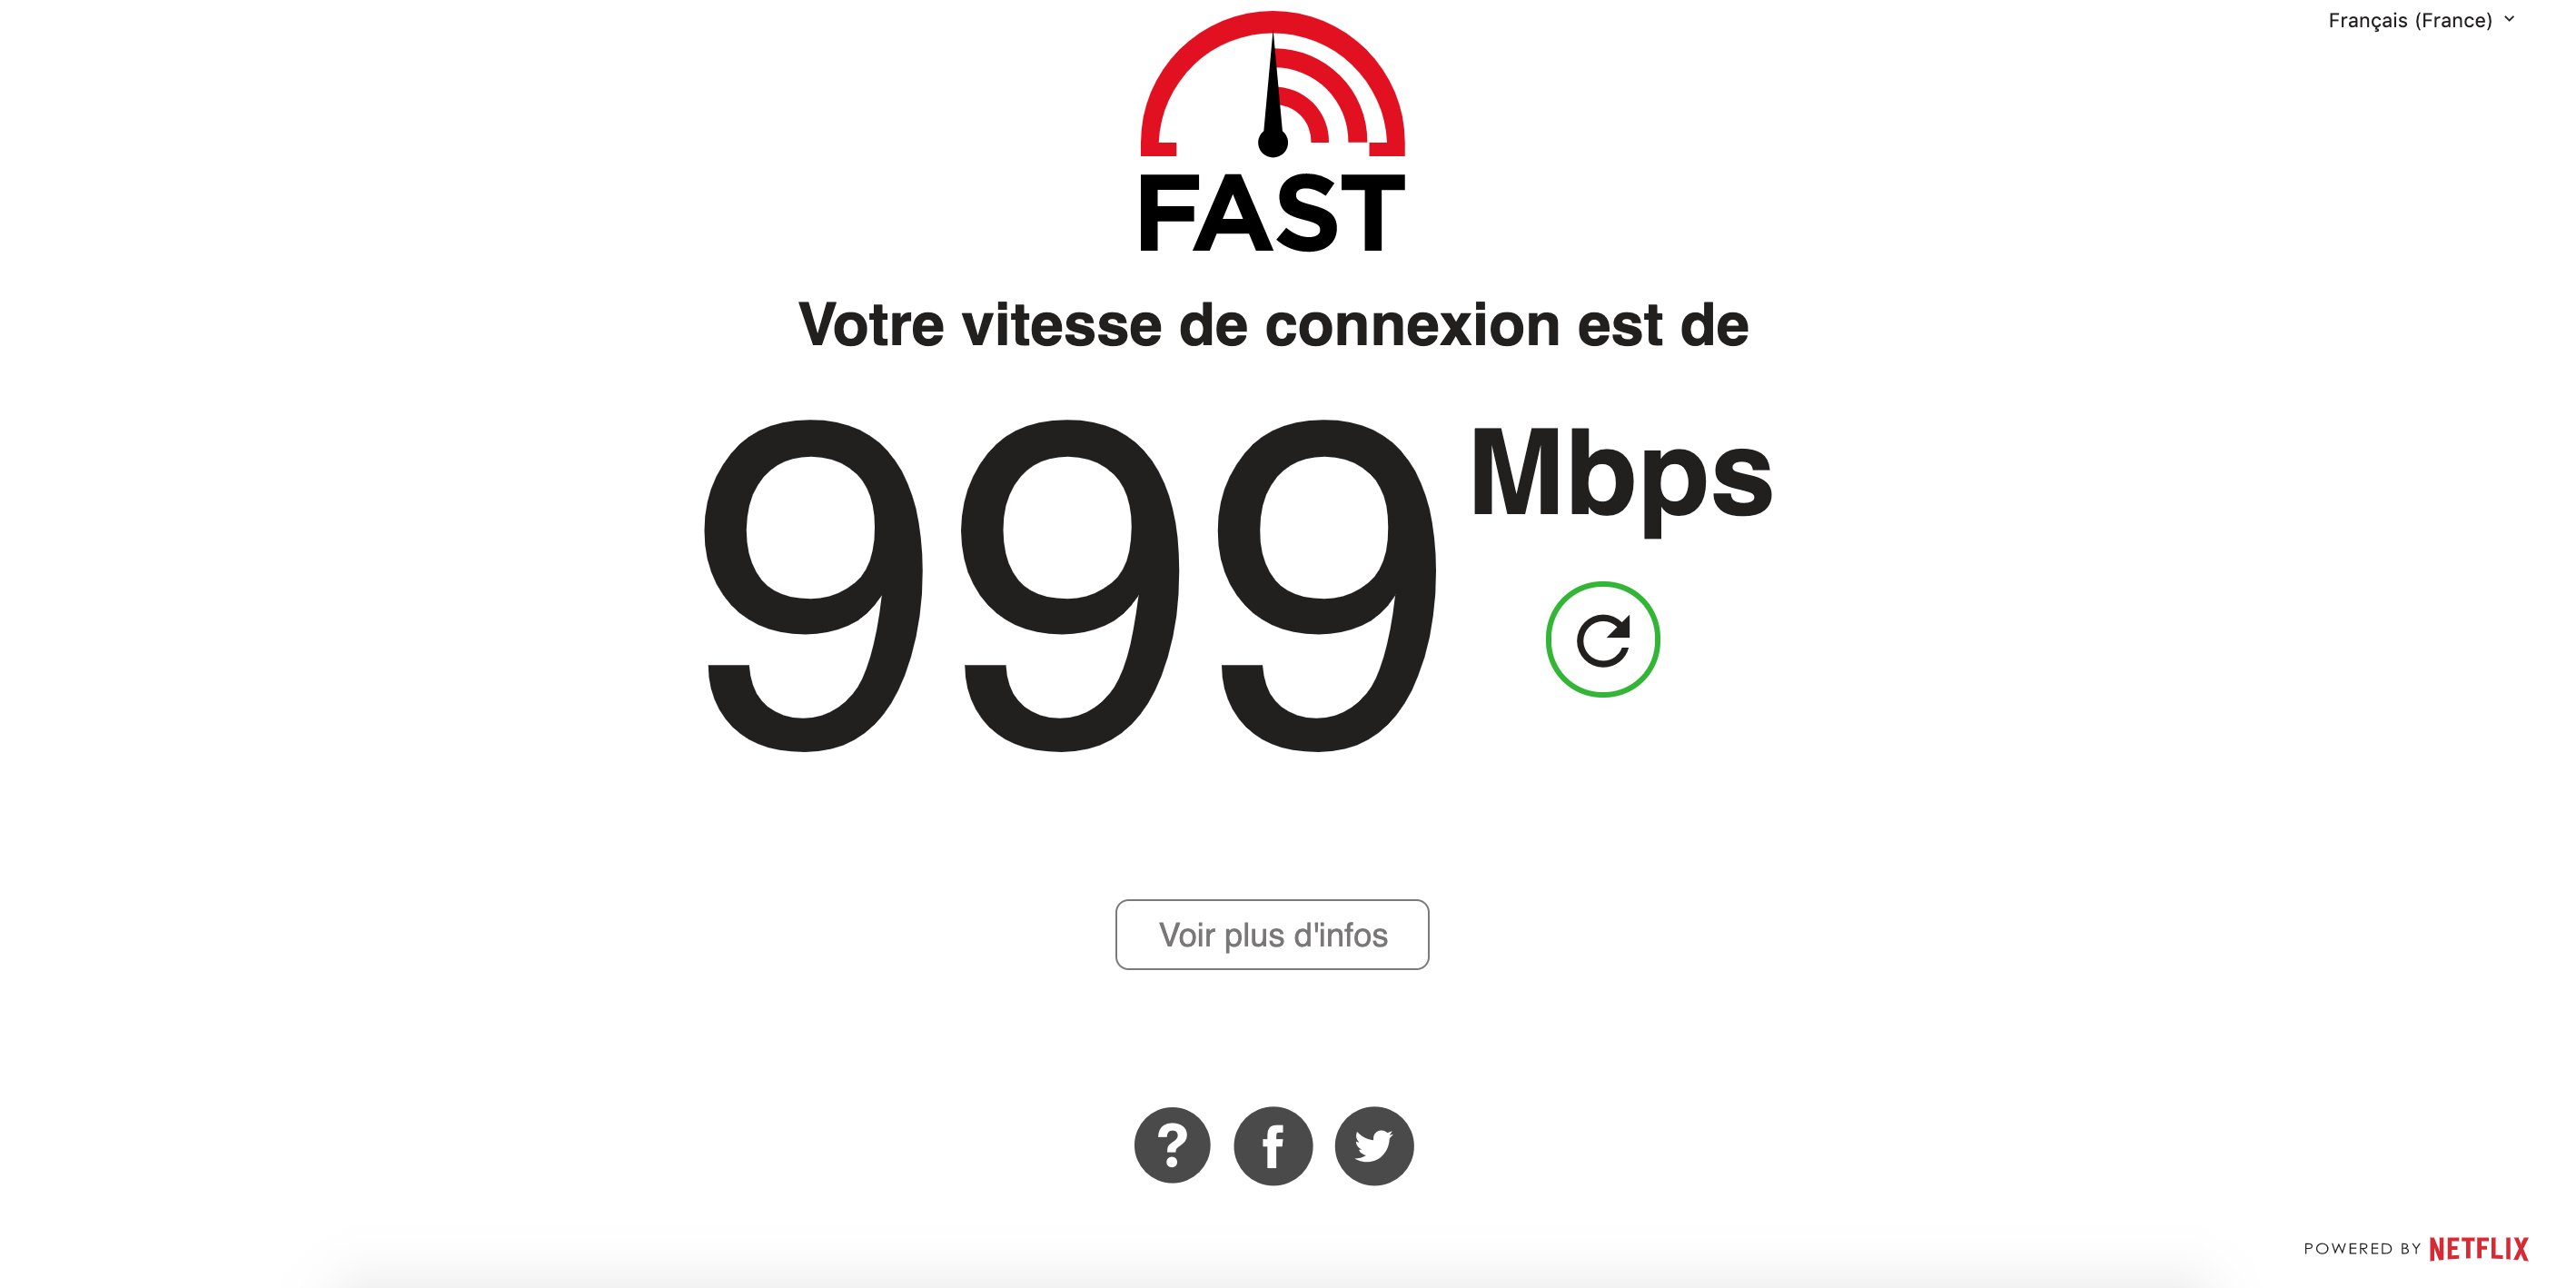 Français (France)
FAST
Votre vitesse de connexion est de
999 Mbps
Voir plus d'infos
?
f
POWERED BY NETFLIX